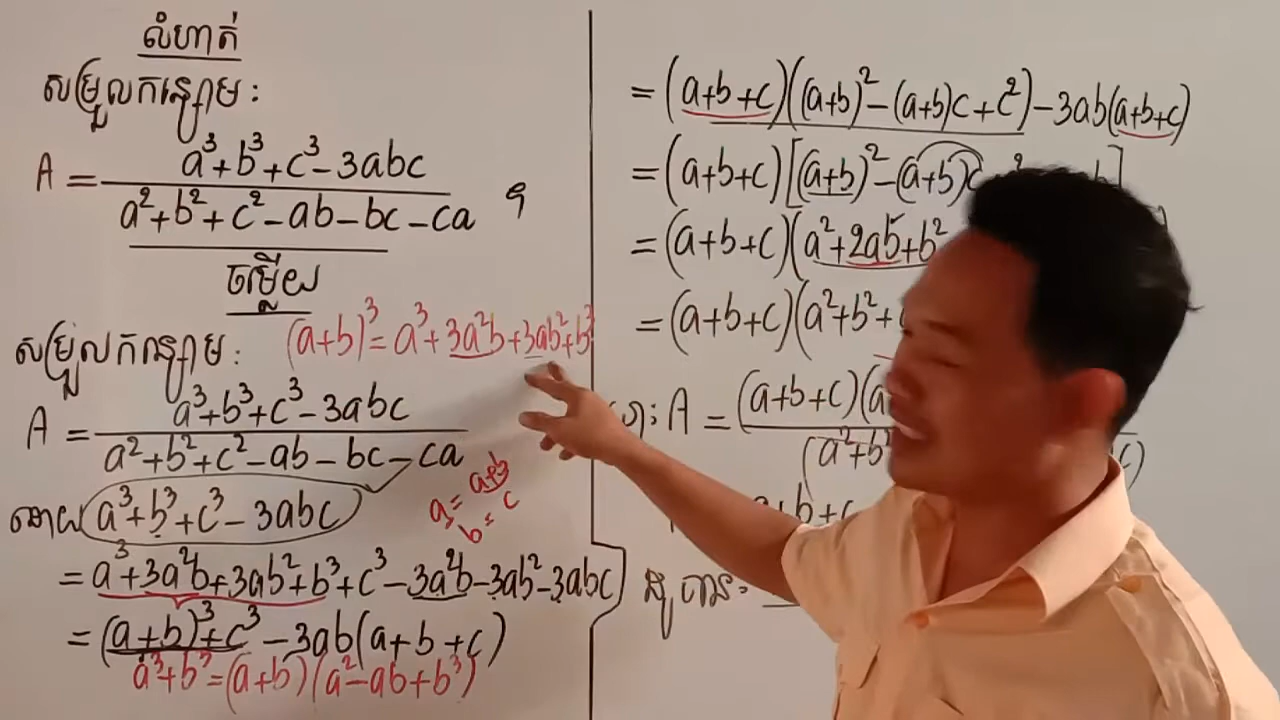 លំហាត់
សម្រួលកន្សោម:
A = (a³+b³+c³-3abc)/(a²+b²+c²-ab-bc-ca) ។
ចម្លើយ
សម្រួលកន្សោម:
(a+b)³ = a³+3a²b+3ab²+b³
A = (a³+b³+c³-3abc)/(a²+b²+c²-ab-bc-ca)
ដោយ a³+b³+c³-3abc
a = a+b
b = c
= a³+3a²b+3ab²+b³+c³-3a²b-3ab²-3abc
= (a+b)³+c³-3ab(a+b+c)
a³+b³=(a+b)(a²-ab+b³)
= (a+b+c)((a+b)²-(a+b)c+c²)-3ab(a+b+c)
= (a+b+c)[(a+b)²-(a+b)c
= (a+b+c)(a²+2ab+b²
= (a+b+c)(a²+b²+
A = (a+b+c)(a
(a²+b²
c)
a+b+c